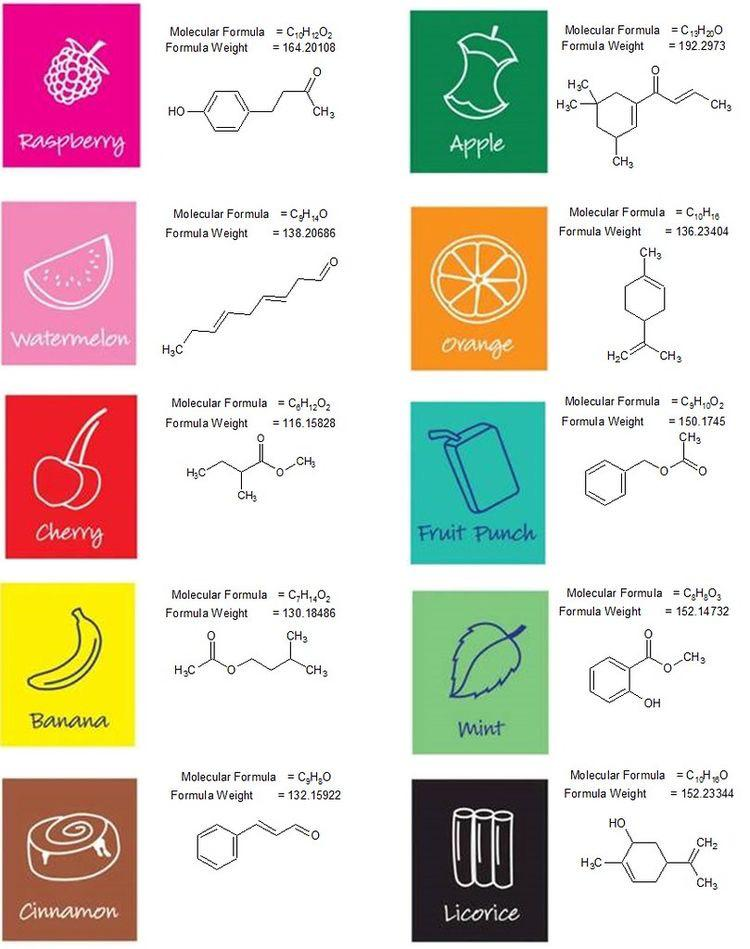 Molecular Formula = C₁₀H₁₂O₂
Formula Weight = 164.20108
O
HO
CH₃
Raspberry
Molecular Formula = C₁₃H₂₀O
Formula Weight = 192.2973
O
H₃C
H₃C
CH₃
CH₃
Apple
Molecular Formula = C₉H₁₄O
Formula Weight = 138.20686
O
H₃C
Watermelon
Molecular Formula = C₁₀H₁₆
Formula Weight = 136.23404
CH₃
H₂C
CH₃
Orange
Molecular Formula = C₆H₁₂O₂
Formula Weight = 116.15828
O
CH₃
H₃C
O
CH₃
Cherry
Molecular Formula = C₉H₁₀O₂
Formula Weight = 150.1745
CH₃
O
O
Fruit Punch
Molecular Formula = C₇H₁₄O₂
Formula Weight = 130.18486
O
CH₃
H₃C
O
CH₃
Banana
Molecular Formula = C₈H₈O₃
Formula Weight = 152.14732
O
CH₃
O
OH
Mint
Molecular Formula = C₉H₈O
Formula Weight = 132.15922
O
Cinnamon
Molecular Formula = C₁₀H₁₆O
Formula Weight = 152.23344
HO
CH₂
H₃C
CH₃
Licorice